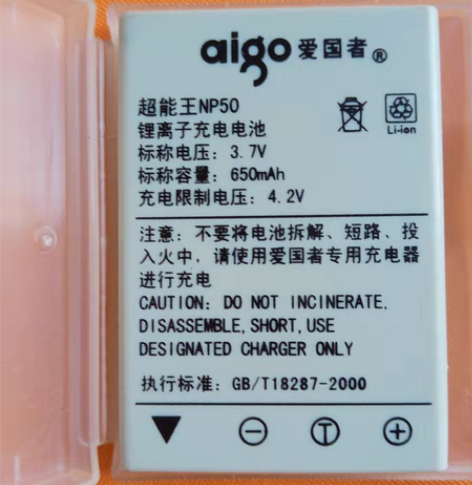 aigo 爱国者®
超能王NP50
锂离子充电电池
Li-ion
标称电压：3.7V
标称容量：650mAh
充电限制电压：4.2V
注意：不要将电池拆解、短路、投
入火中，请使用爱国者专用充电器
进行充电
CAUTION: DO NOT INCINERATE,
DISASSEMBLE,SHORT,USE
DESIGNATED CHARGER ONLY
执行标准：GB/T18287-2000
T